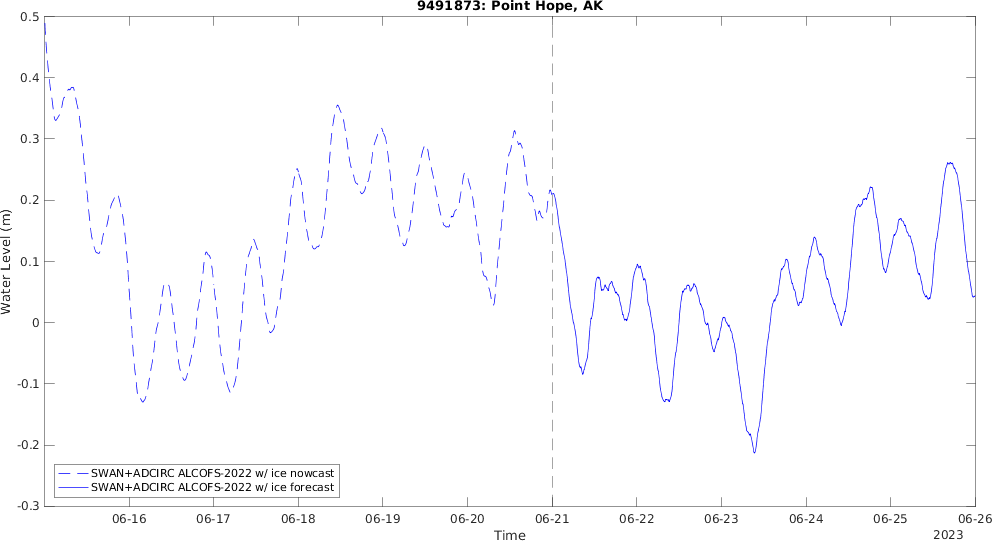 9491873: Point Hope, AK
0.5
0.4
0.3
0.2
0.1
0
-0.1
-0.2
-0.3
Water Level (m)
SWAN+ADCIRC ALCOFS-2022 w/ ice nowcast
SWAN+ADCIRC ALCOFS-2022 w/ ice forecast
06-16 06-17 06-18 06-19 06-20 06-21 06-22 06-23 06-24 06-25 06-26
Time
2023